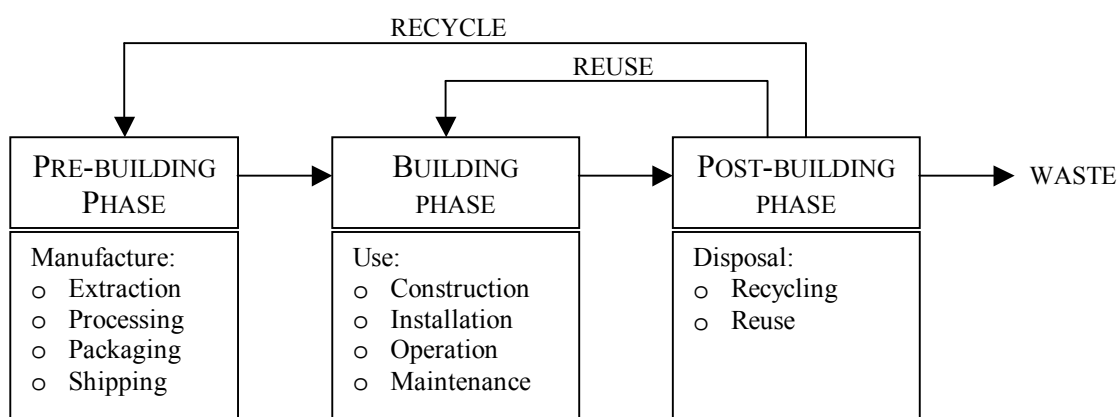 RECYCLE
REUSE
PRE-BUILDING
PHASE
BUILDING
PHASE
POST-BUILDING
PHASE
WASTE
Manufacture:
o Extraction
o Processing
o Packaging
o Shipping
Use:
o Construction
o Installation
o Operation
o Maintenance
Disposal:
o Recycling
o Reuse